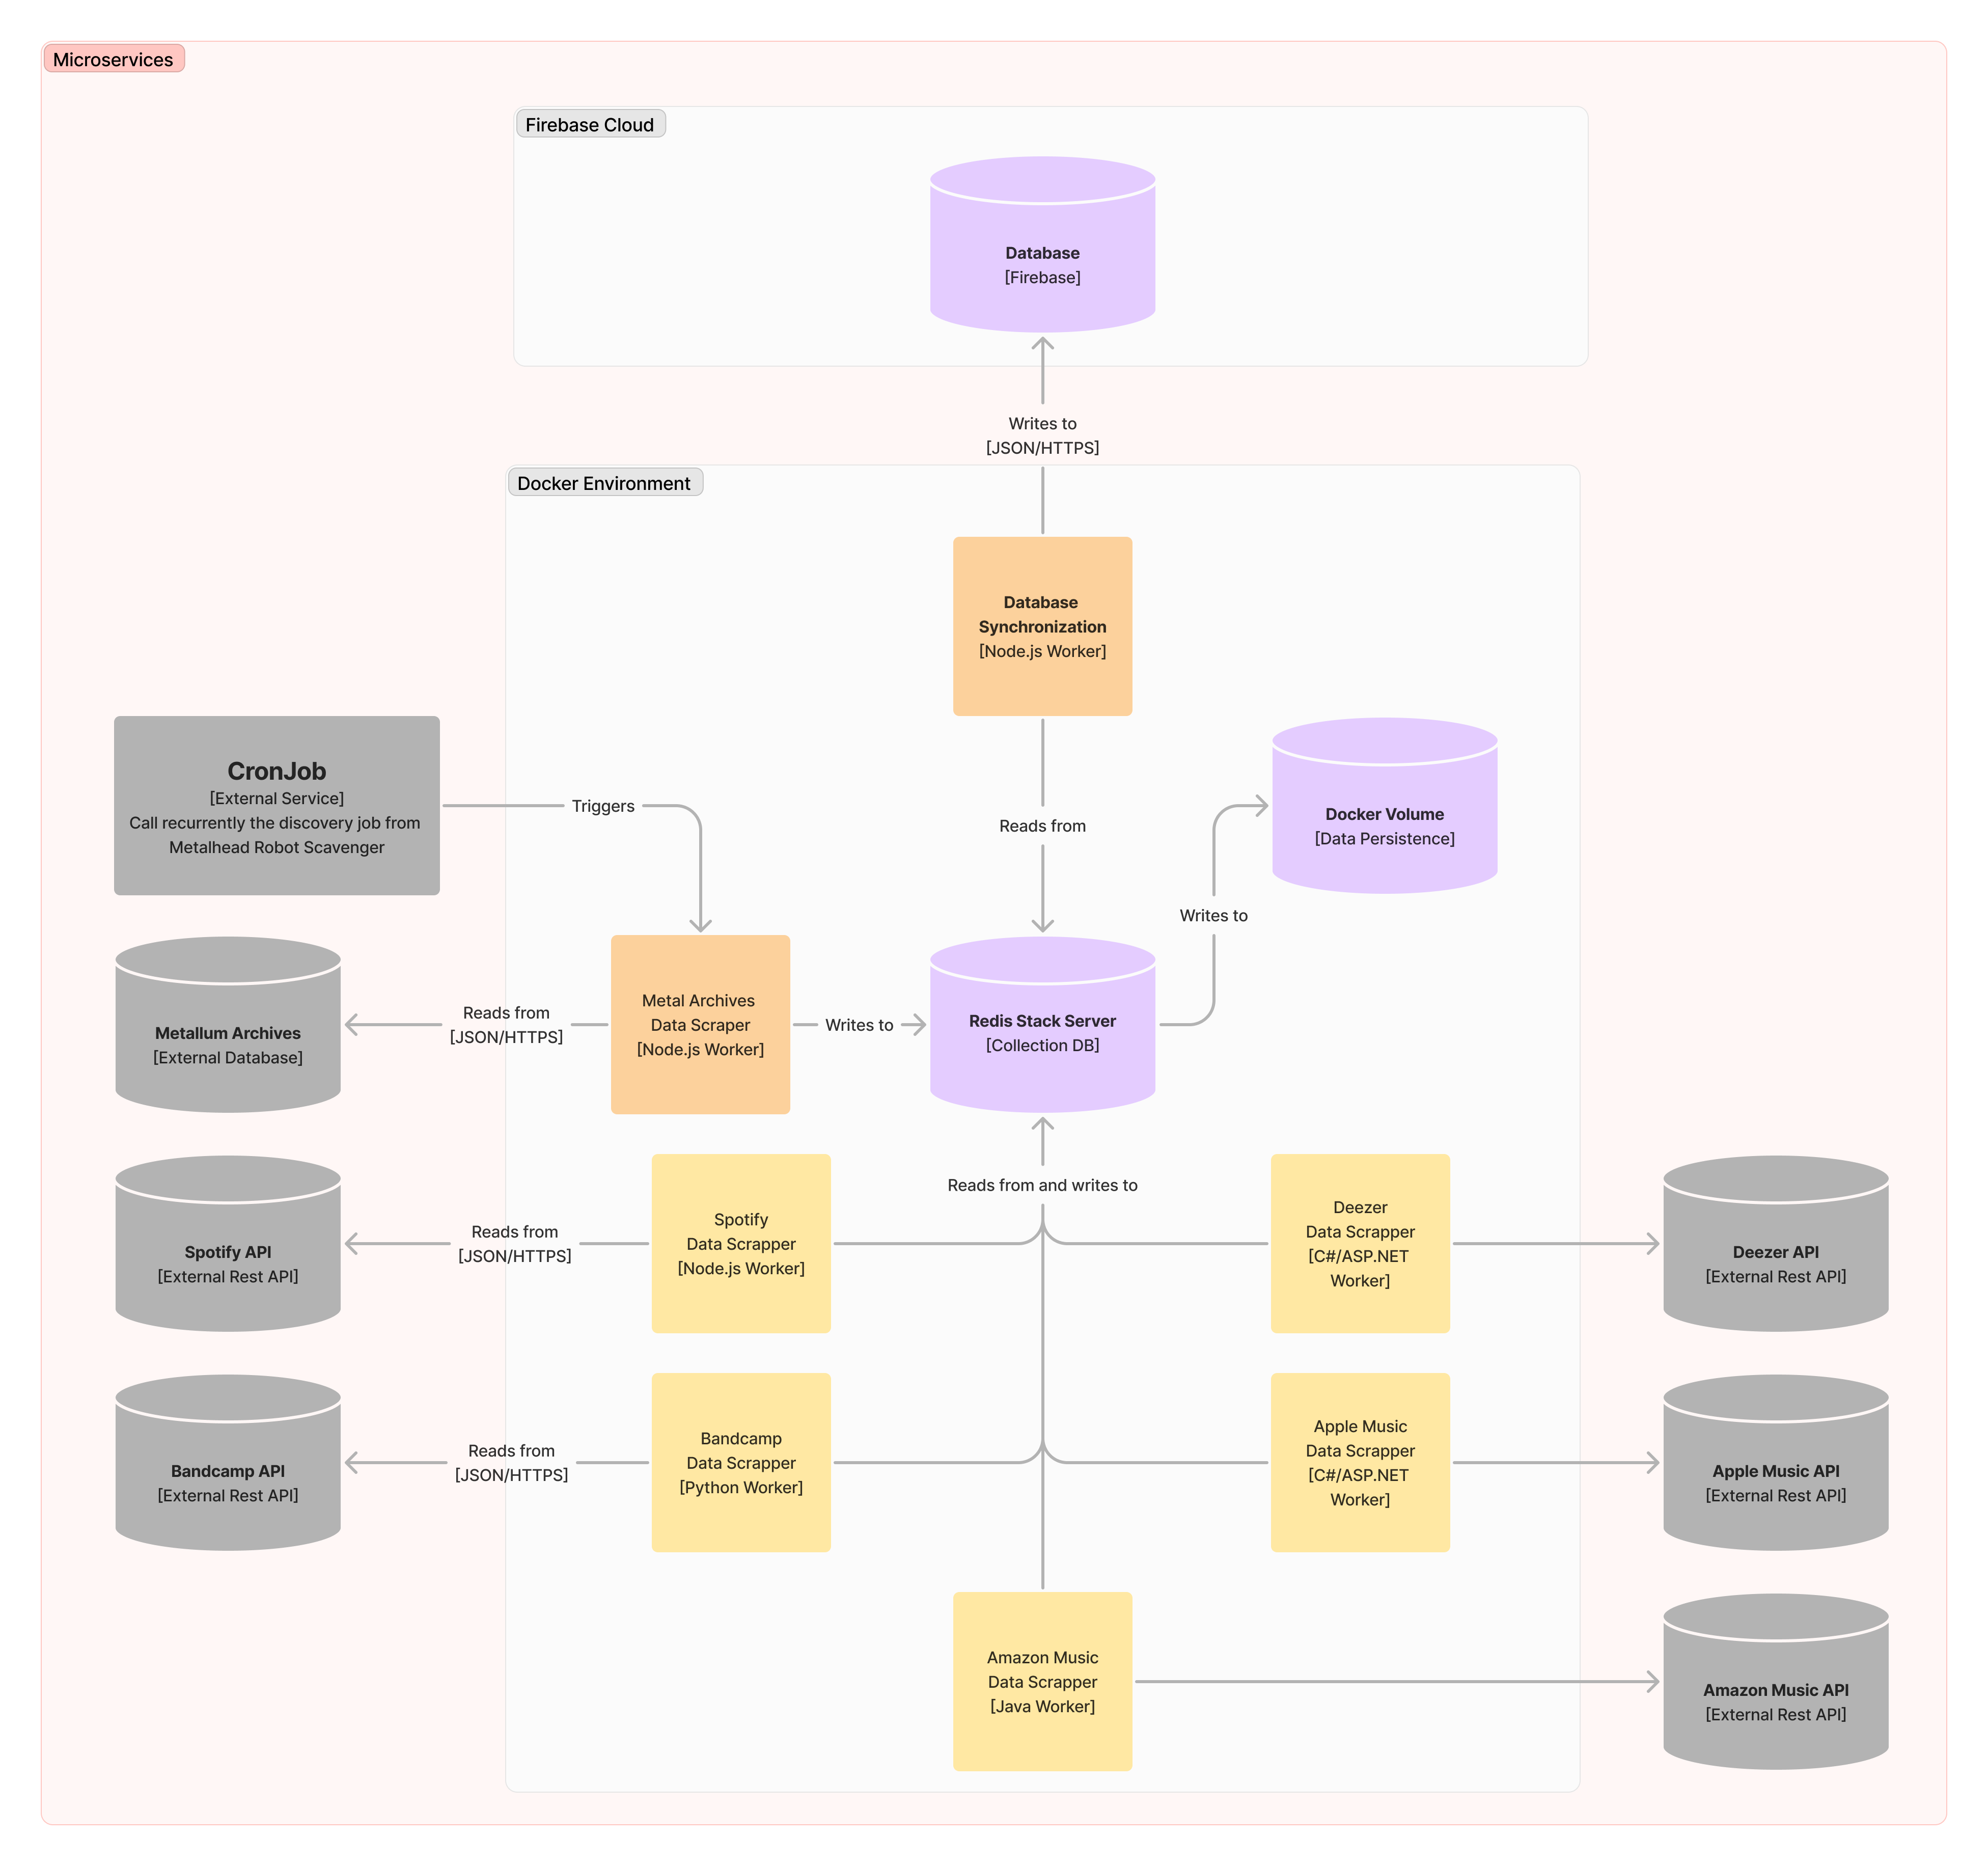 Microservices
Firebase Cloud
Database
[Firebase]
Writes to
[JSON/HTTPS]
Docker Environment
Database
Synchronization
[Node.js Worker]
CronJob
[External Service]
Call recurrently the discovery job from
Metalhead Robot Scavenger
Triggers
Reads from
Docker Volume
[Data Persistence]
Writes to
Metallum Archives
[External Database]
Reads from
[JSON/HTTPS]
Metal Archives
Data Scraper
[Node.js Worker]
Writes to
Redis Stack Server
[Collection DB]
Reads from and writes to
Spotify API
[External Rest API]
Reads from
[JSON/HTTPS]
Spotify
Data Scrapper
[Node.js Worker]
Deezer
Data Scrapper
[C#/ASP.NET
Worker]
Deezer API
[External Rest API]
Bandcamp API
[External Rest API]
Reads from
[JSON/HTTPS]
Bandcamp
Data Scrapper
[Python Worker]
Apple Music
Data Scrapper
[C#/ASP.NET
Worker]
Apple Music API
[External Rest API]
Amazon Music
Data Scrapper
[Java Worker]
Amazon Music API
[External Rest API]